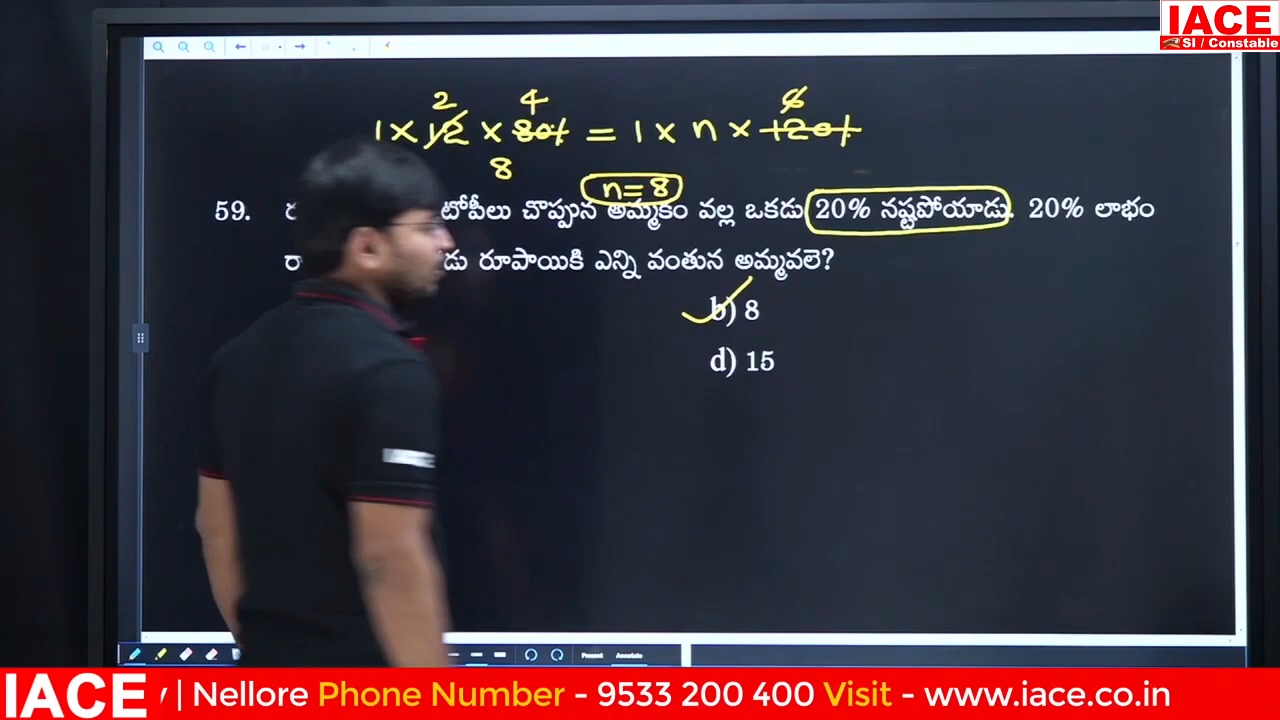 IACE
SI / Constable
2 4 6
1 × 12 × 80% = 1 × n × 120%
8
n = 8
59. టోపీలు చొప్పున అమ్మకం వల్ల ఒకడు 20% నష్టపోయాడు. 20% లాభం
రూపాయికి ఎన్ని వంతున అమ్మవలె?
b) 8
d) 15
Present Annotate
IACE | Nellore Phone Number - 9533 200 400 Visit - www.iace.co.in